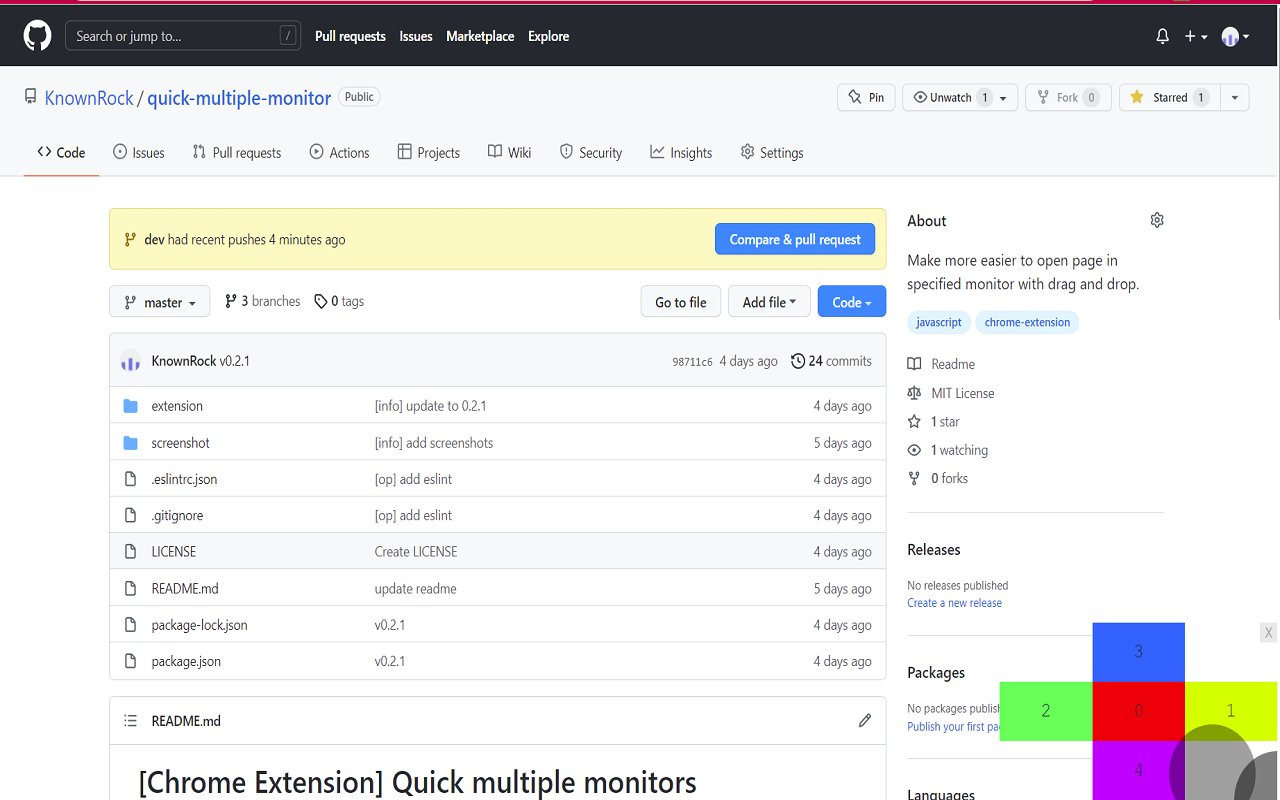 Search or jump to... / Pull requests Issues Marketplace Explore
KnownRock / quick-multiple-monitor Public Pin Unwatch 1 Fork 0 Starred 1
Code Issues Pull requests Actions Projects Wiki Security Insights Settings
dev had recent pushes 4 minutes ago Compare & pull request
master 3 branches 0 tags Go to file Add file Code
KnownRock v0.2.1 98711c6 4 days ago 24 commits
extension [info] update to 0.2.1 4 days ago
screenshot [info] add screenshots 5 days ago
.eslintrc.json [op] add eslint 4 days ago
.gitignore [op] add eslint 4 days ago
LICENSE Create LICENSE 4 days ago
README.md update readme 5 days ago
package-lock.json v0.2.1 4 days ago
package.json v0.2.1 4 days ago
README.md
[Chrome Extension] Quick multiple monitors
About
Make more easier to open page in
specified monitor with drag and drop.
javascript chrome-extension
Readme
MIT License
1 star
1 watching
0 forks
Releases
No releases published
Create a new release
Packages
No packages
Publish your first
Languages
X
3
2 0 1
4